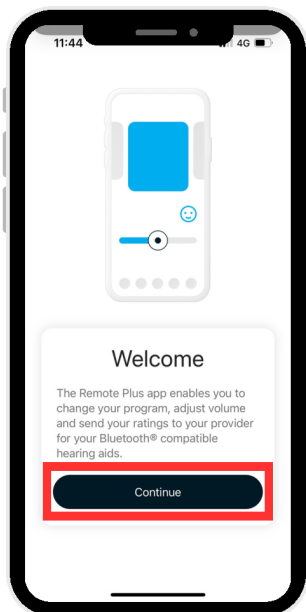 11:44
4G
Welcome
The Remote Plus app enables you to
change your program, adjust volume
and send your ratings to your provider
for your Bluetooth® compatible
hearing aids.
Continue